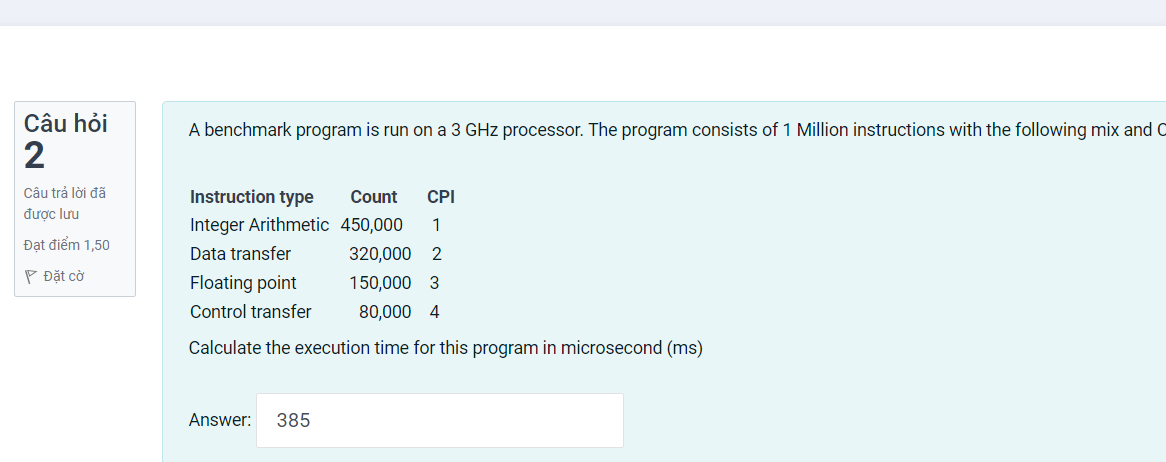 Câu hỏi
2
Câu trả lời đã
được lưu
Đạt điểm 1,50
Đặt cờ
A benchmark program is run on a 3 GHz processor. The program consists of 1 Million instructions with the following mix and
Instruction type Count CPI
Integer Arithmetic 450,000 1
Data transfer 320,000 2
Floating point 150,000 3
Control transfer 80,000 4
Calculate the execution time for this program in microsecond (ms)
Answer: 385